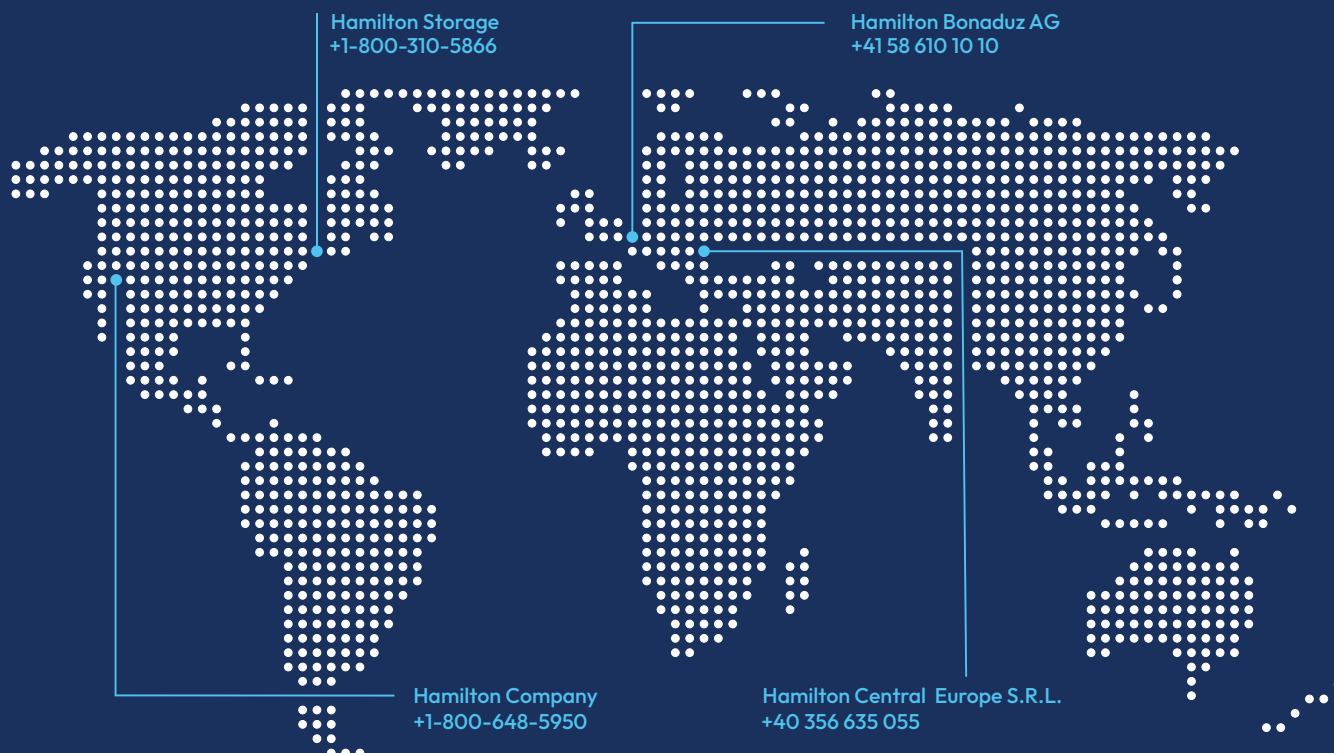 Hamilton Storage
+1-800-310-5866
Hamilton Bonaduz AG
+41 58 610 10 10
Hamilton Company
+1-800-648-5950
Hamilton Central Europe S.R.L.
+40 356 635 055